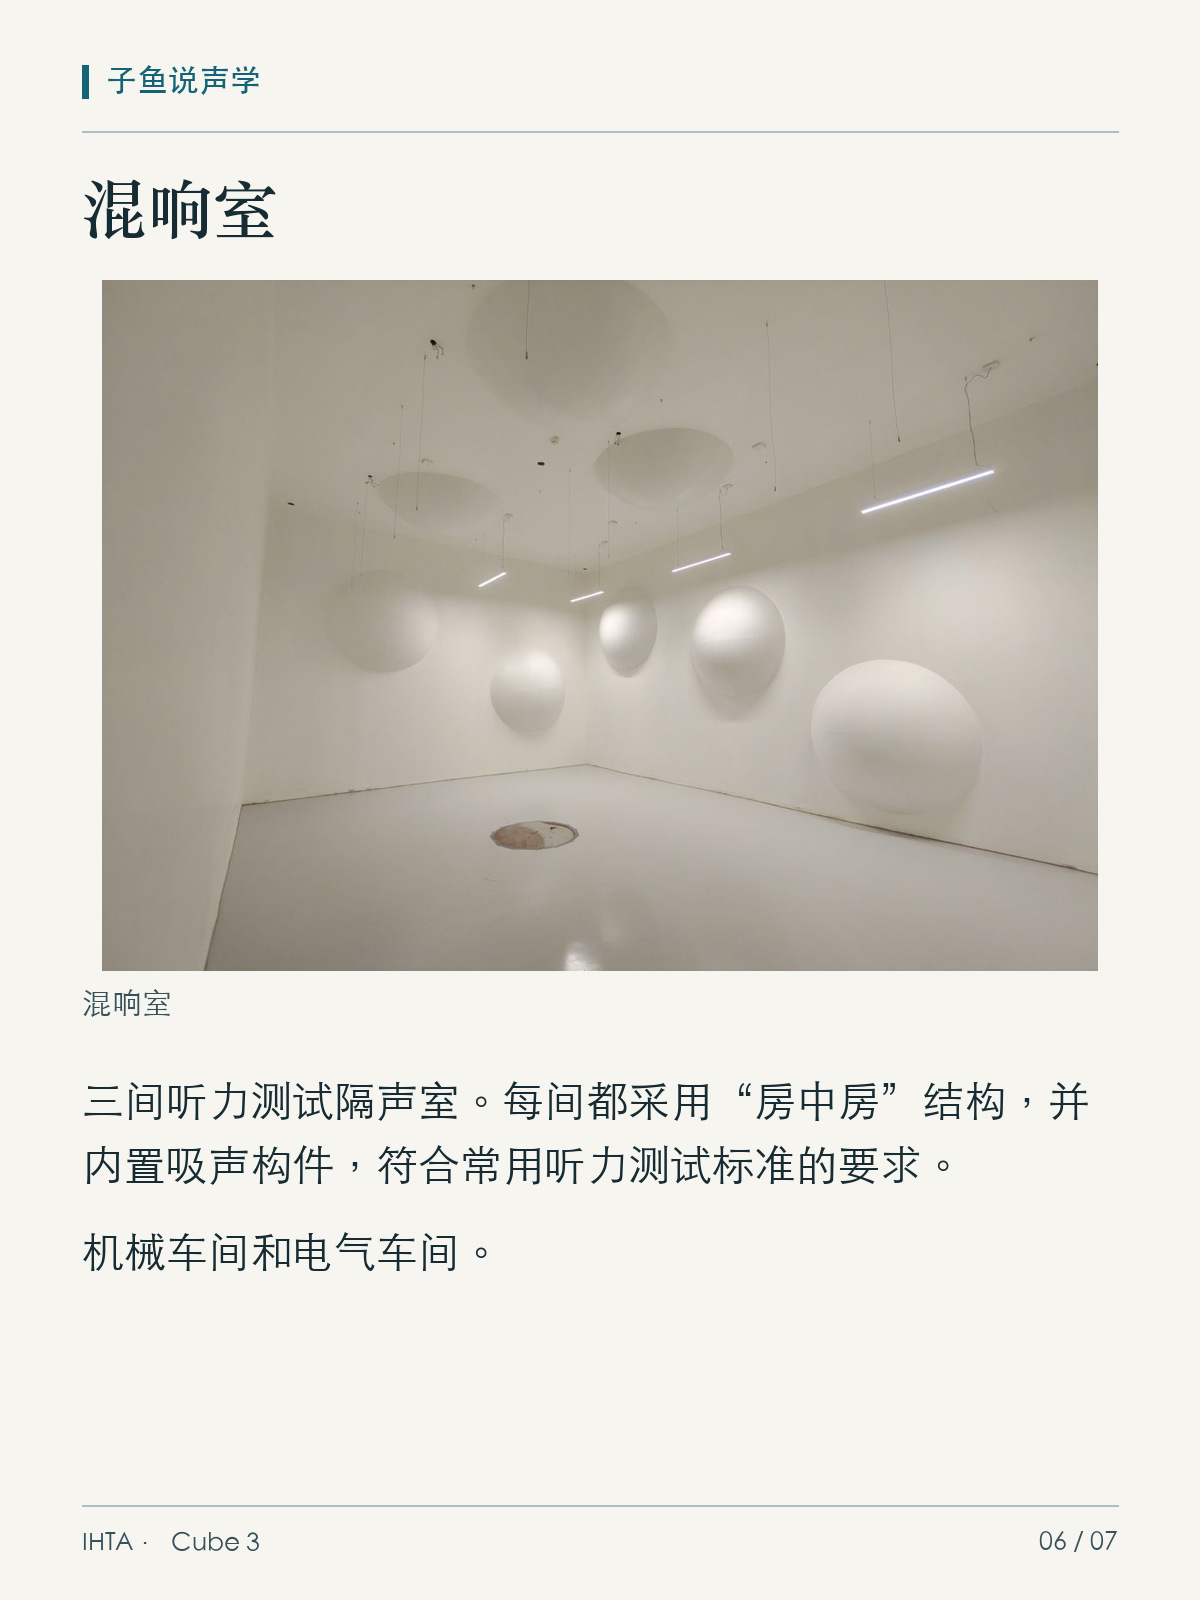 子鱼说声学
混响室
混响室
三间听力测试隔声室。每间都采用“房中房”结构，并
内置吸声构件，符合常用听力测试标准的要求。
机械车间和电气车间。
IHTA · Cube 3
06 / 07